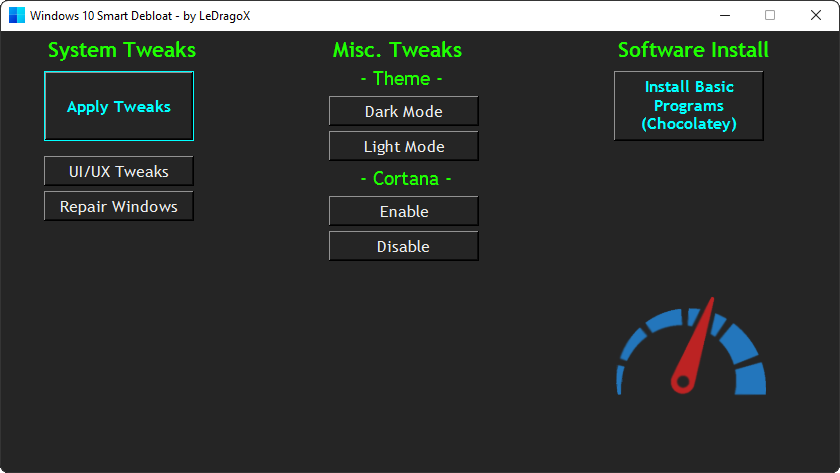 Windows 10 Smart Debloat - by LeDragoX
System Tweaks
Apply Tweaks
UI/UX Tweaks
Repair Windows
Misc. Tweaks
- Theme -
Dark Mode
Light Mode
- Cortana -
Enable
Disable
Software Install
Install Basic
Programs
(Chocolatey)